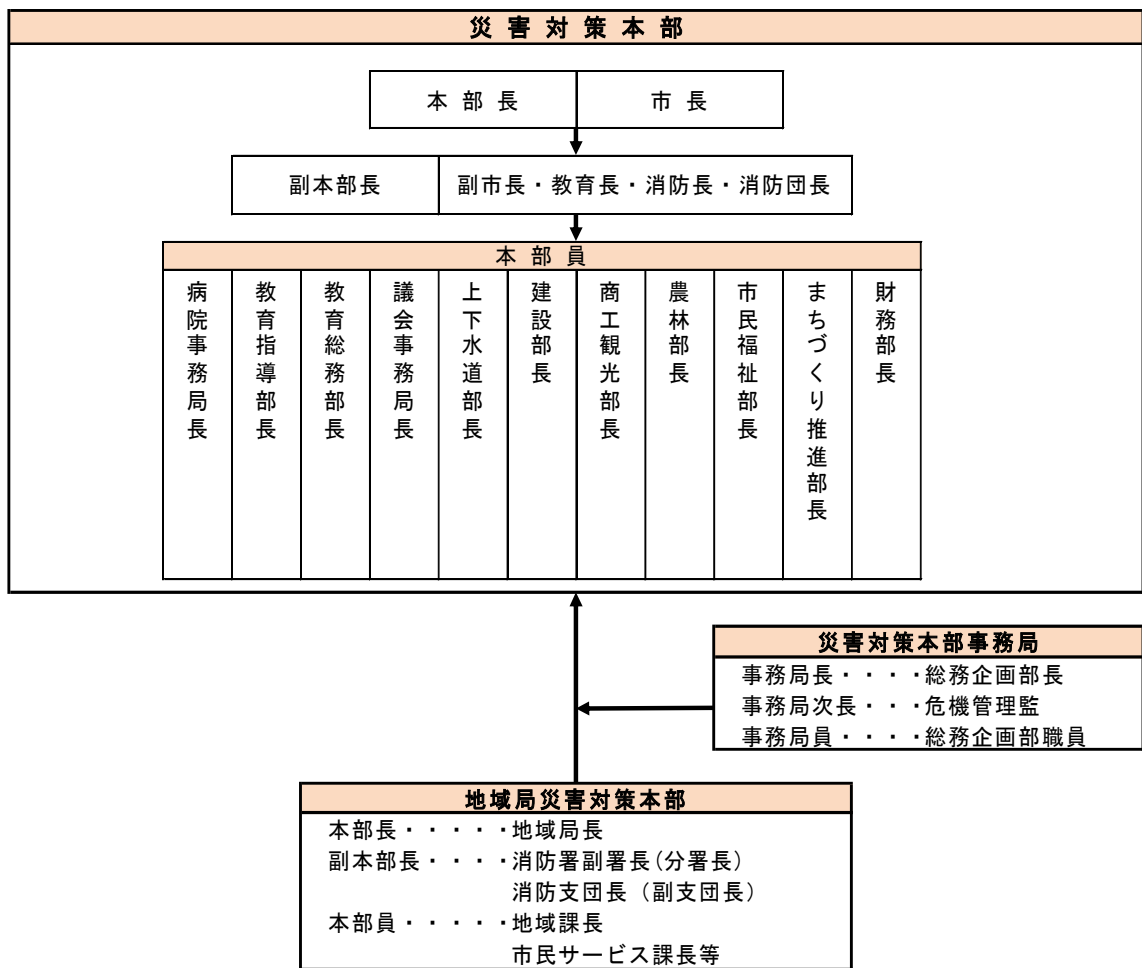 災害対策本部
本部長 市長
副本部長 副市長・教育長・消防長・消防団長
本部員
病院事務局長
教育指導部長
教育総務部長
議会事務局長
上下水道部長
建設部長
商工観光部長
農林部長
市民福祉部長
まちづくり推進部長
財務部長
災害対策本部事務局
事務局長・・・・総務企画部長
事務局次長・・・危機管理監
事務局員・・・・総務企画部職員
地域局災害対策本部
本部長・・・・・地域局長
副本部長・・・・消防署副署長(分署長)
消防支団長(副支団長)
本部員・・・・・地域課長
市民サービス課長等